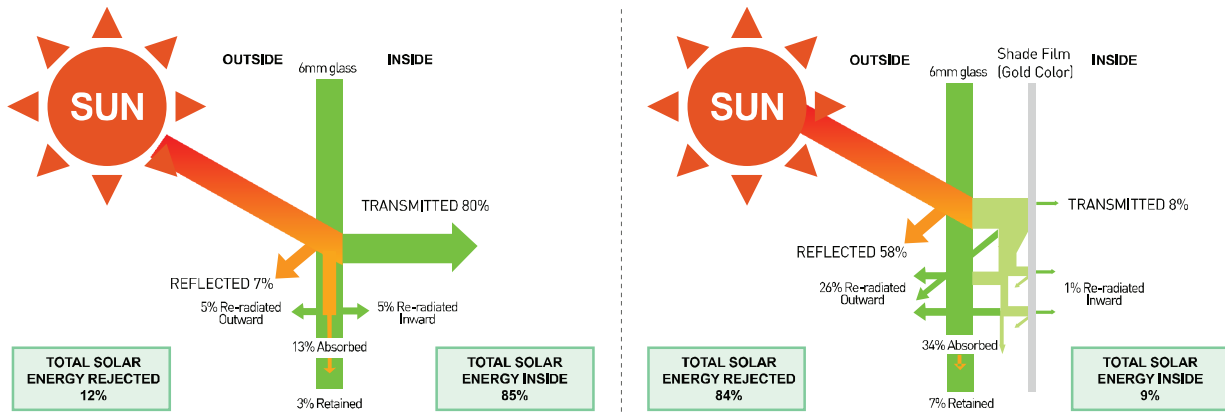 SUN
OUTSIDE
INSIDE
6mm glass
TRANSMITTED 80%
REFLECTED 7%
5% Re-radiated
Outward
5% Re-radiated
Inward
13% Absorbed
3% Retained
TOTAL SOLAR
ENERGY REJECTED
12%
TOTAL SOLAR
ENERGY INSIDE
85%
SUN
OUTSIDE
6mm glass
Shade Film
(Gold Color)
INSIDE
TRANSMITTED 8%
REFLECTED 58%
26% Re-radiated
Outward
1% Re-radiated
Inward
34% Absorbed
7% Retained
TOTAL SOLAR
ENERGY REJECTED
84%
TOTAL SOLAR
ENERGY INSIDE
9%